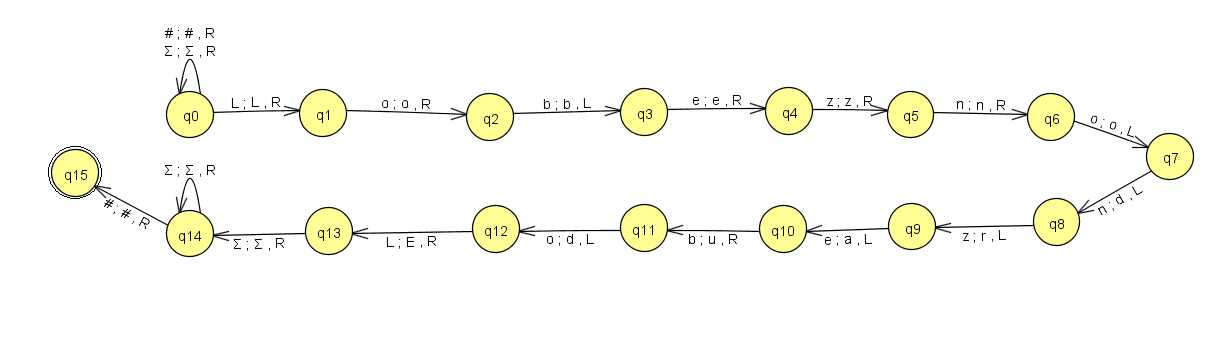 # ; # , R
Σ ; Σ , R
q0
L ; L , R
q1
o ; o , R
q2
b ; b , L
q3
e ; e , R
q4
z ; z , R
q5
n ; n , R
q6
o ; o , L
q7
n ; d , L
q8
z ; r , L
q9
e ; a , L
q10
b ; u , R
q11
o ; d , L
q12
L ; E , R
q13
Σ ; Σ , R
q14
Σ ; Σ , R
# ; # , R
q15